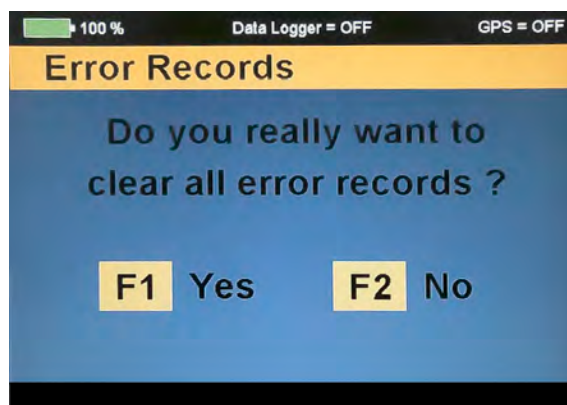 100 % Data Logger = OFF GPS = OFF
Error Records
Do you really want to
clear all error records ?
F1 Yes F2 No